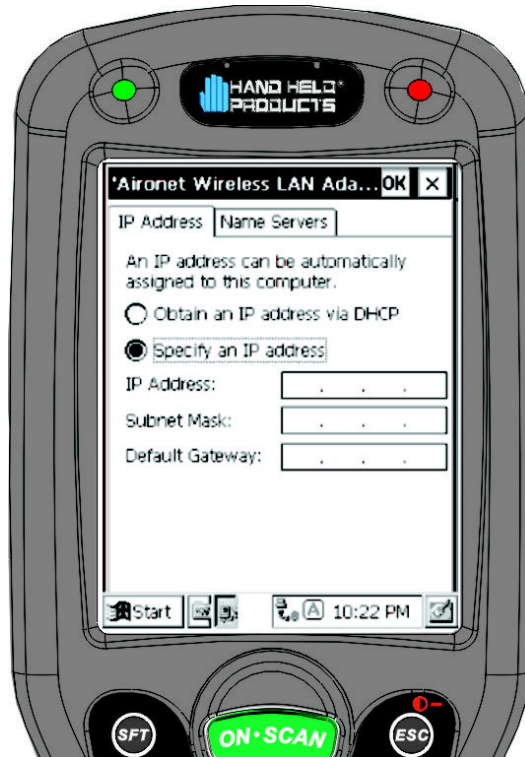 HAND HELD®
PRODUCTS
'Aironet Wireless LAN Ada... OK ×
IP Address Name Servers
An IP address can be automatically
assigned to this computer.
Obtain an IP address via DHCP
Specify an IP address
IP Address: . . .
Subnet Mask: . . .
Default Gateway: . . .
Start A 10:22 PM
SFT ON•SCAN ESC